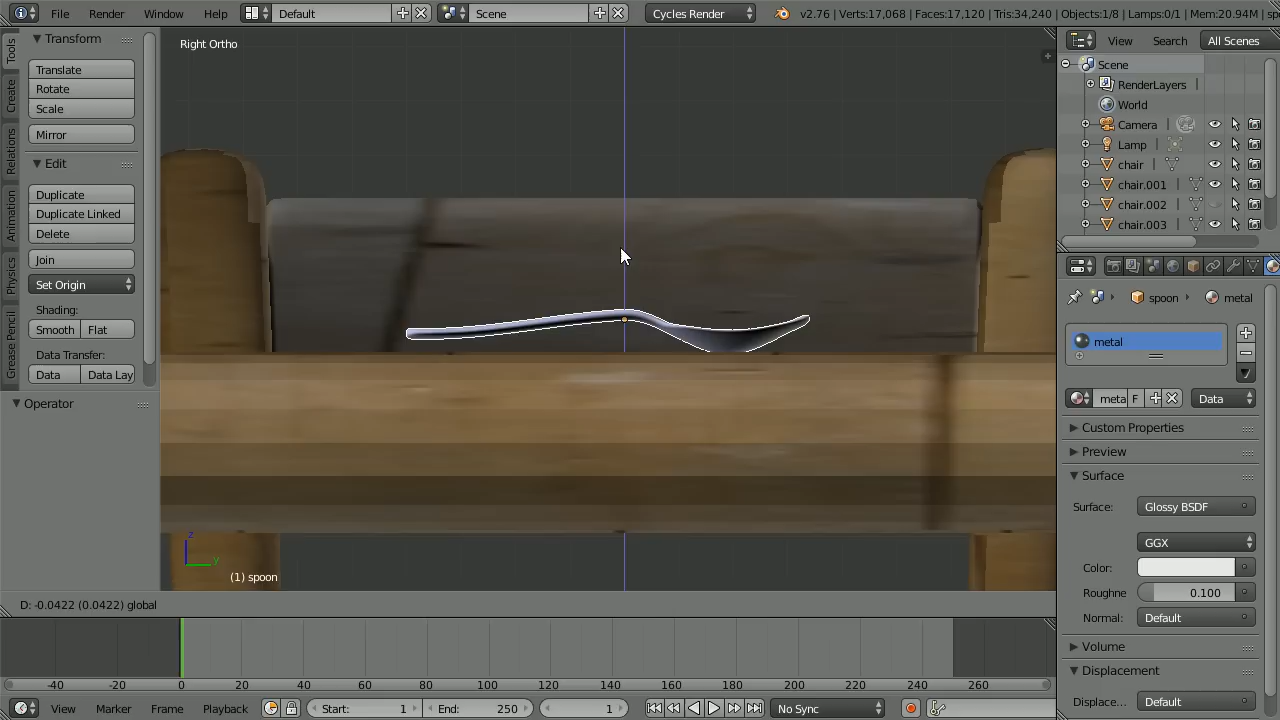 File Render Window Help Default Scene Cycles Render v2.76 | Verts:17,068 | Faces:17,120 | Tris:34,240 | Objects:1/8 | Lamps:0/1 | Mem:20.94M | sp
Tools
Create
Relations
Animation
Physics
Grease Pencil
Transform
Translate
Rotate
Scale
Mirror
Edit
Duplicate
Duplicate Linked
Delete
Join
Set Origin
Shading:
Smooth Flat
Data Transfer:
Data Data Lay
Operator
Right Ortho
z
y
(1) spoon
D: -0.0422 (0.0422) global
View Search All Scenes
Scene
RenderLayers
World
Camera
Lamp
chair
chair.001
chair.002
chair.003
spoon metal
metal
meta F Data
Custom Properties
Preview
Surface
Surface: Glossy BSDF
GGX
Color:
Roughne 0.100
Normal: Default
Volume
Displacement
Displace... Default
-40 -20 0 20 40 60 80 100 120 140 160 180 200 220 240 260
View Marker Frame Playback Start: 1 End: 250 1 No Sync